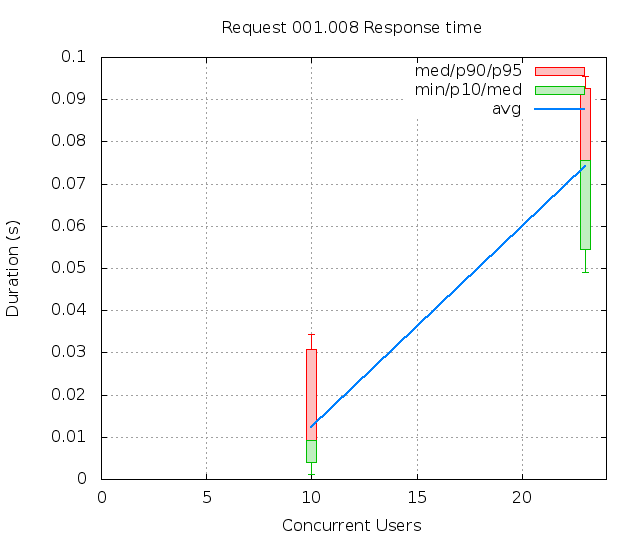 Request 001.008 Response time
0.1
0.09
0.08
0.07
0.06
0.05
0.04
0.03
0.02
0.01
0
Duration (s)
med/p90/p95
min/p10/med
avg
0 5 10 15 20
Concurrent Users